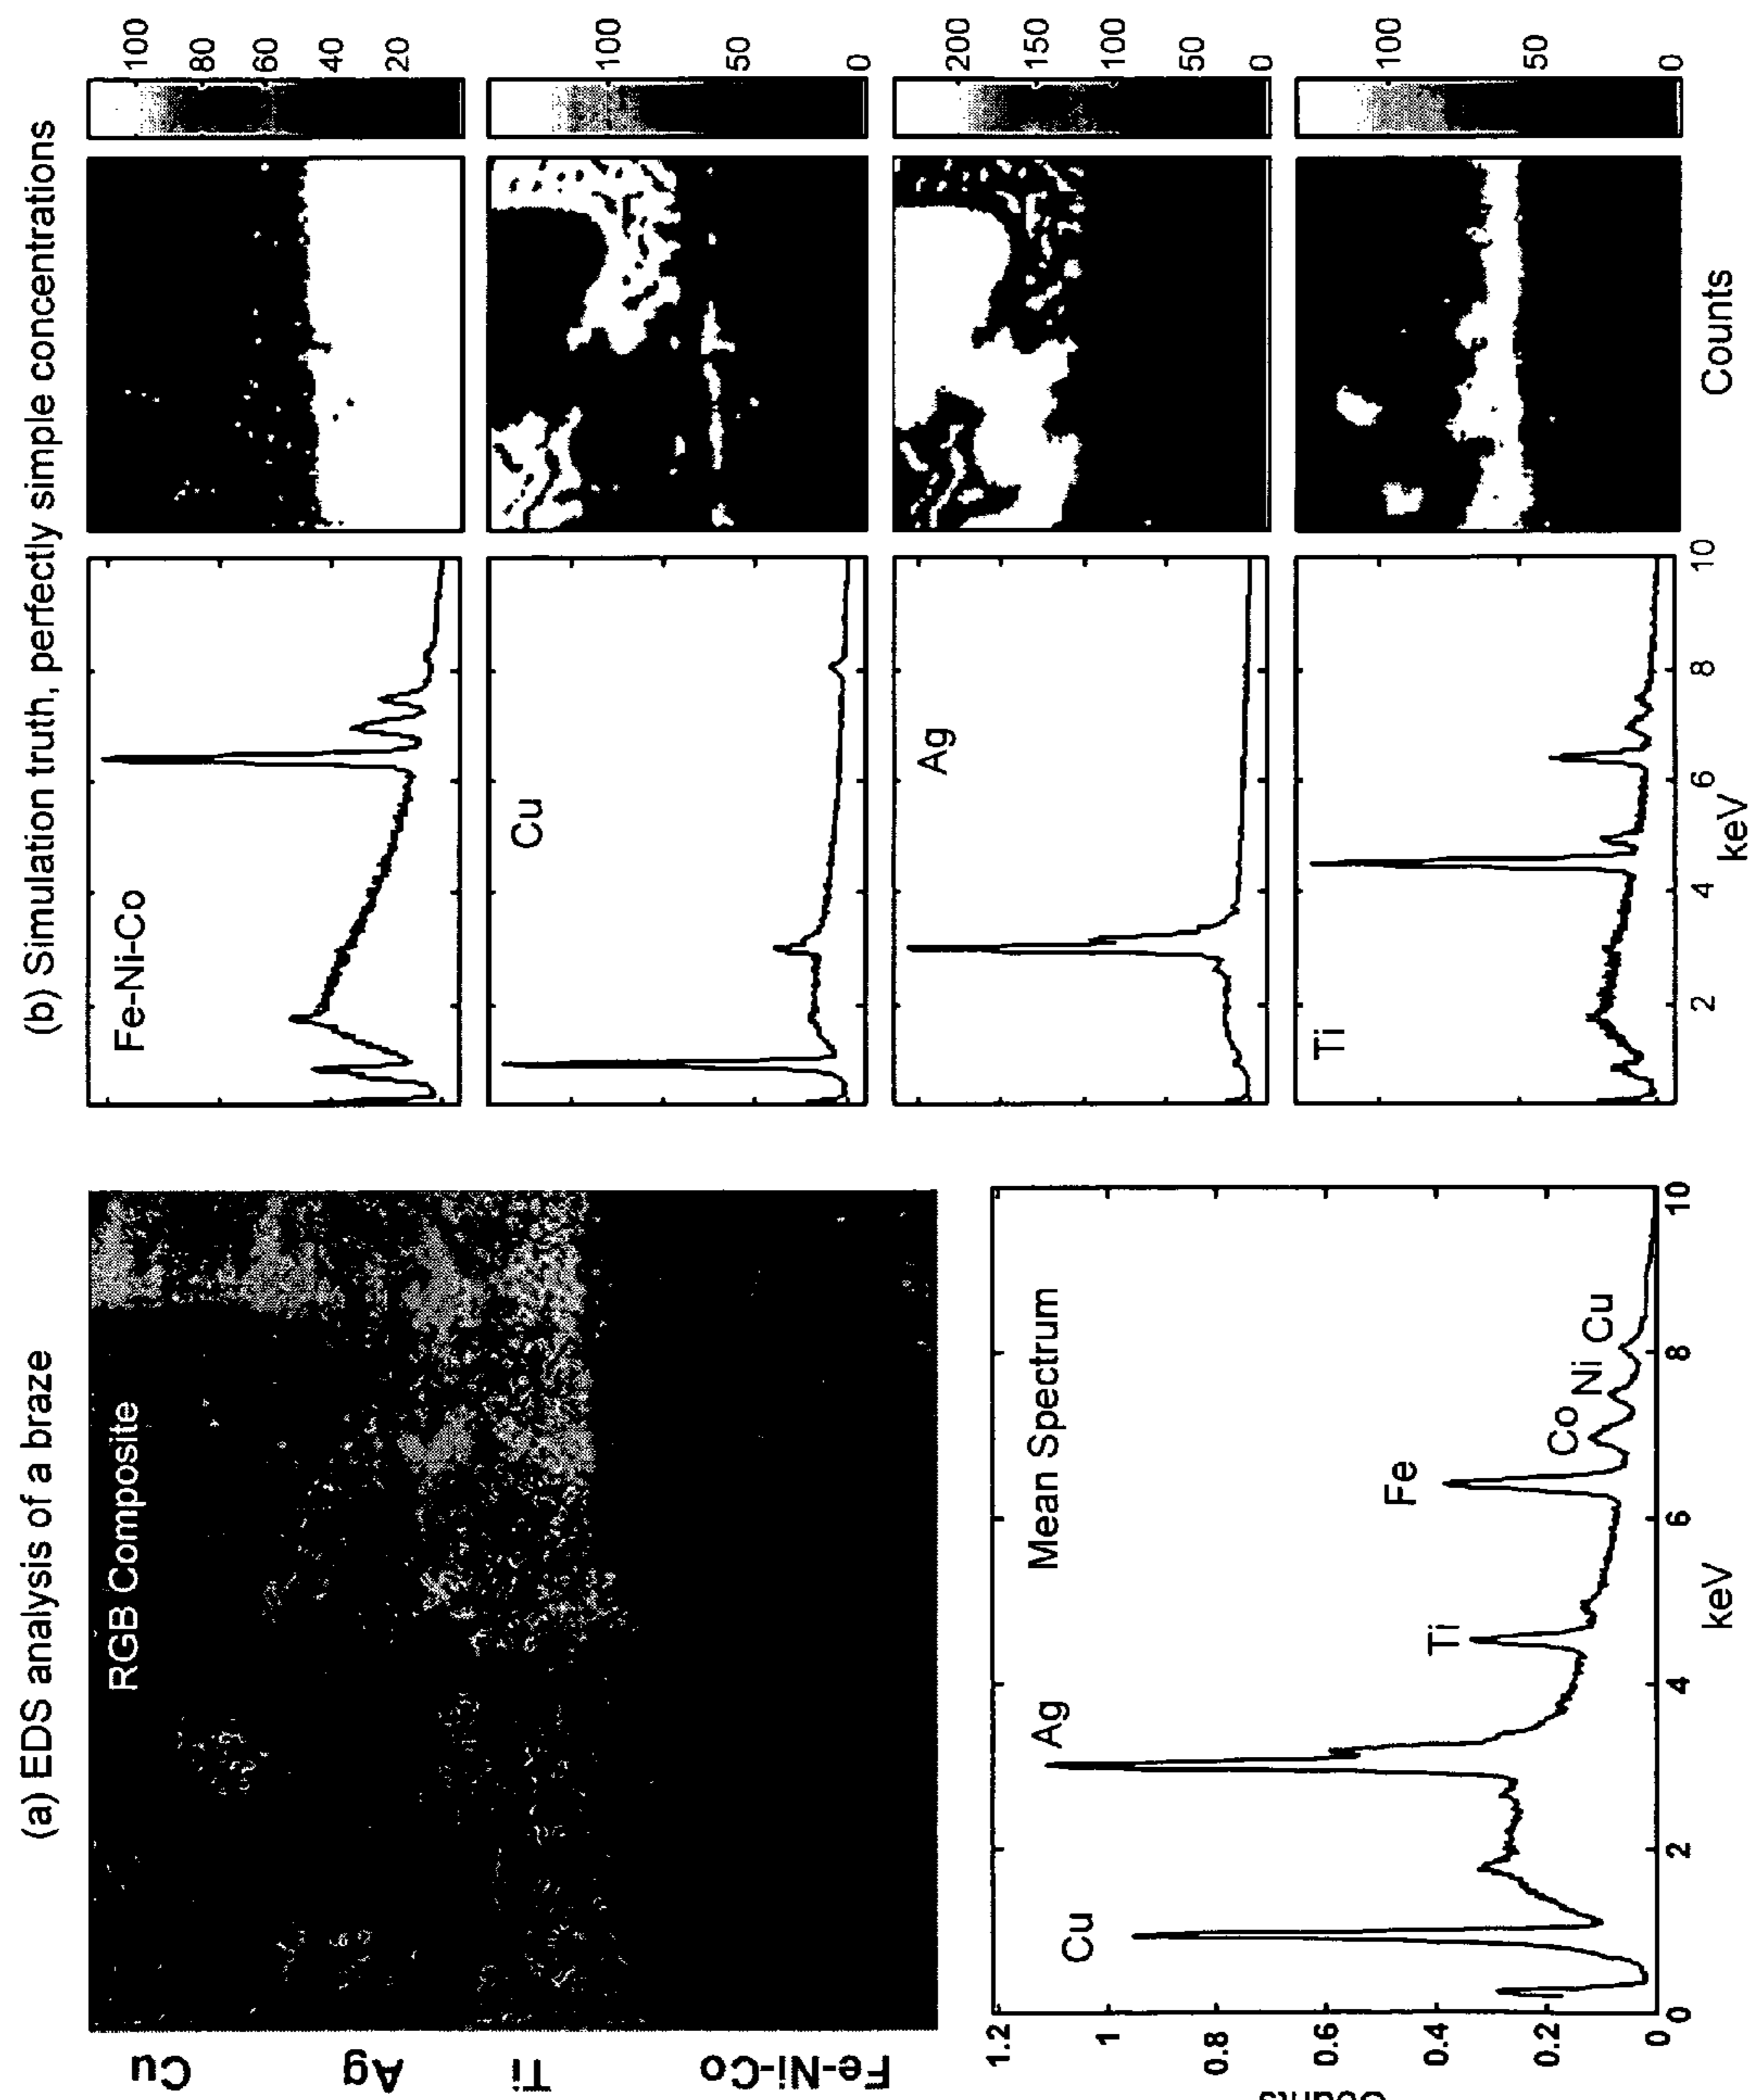 (a) EDS analysis of a braze
RGB Composite
Cu
Ag
Ti
Fe-Ni-Co
Mean Spectrum
Cu
Ag
Ti
Fe
Co
Ni
Cu
1.2
1
0.8
0.6
0.4
0.2
0
0 2 4 6 8 10
keV
Counts
(b) Simulation truth, perfectly simple concentrations
Fe-Ni-Co
100
80
60
40
20
Cu
100
50
0
Ag
200
150
100
50
0
Ti
100
50
0
2 4 6 8 10
keV
Counts